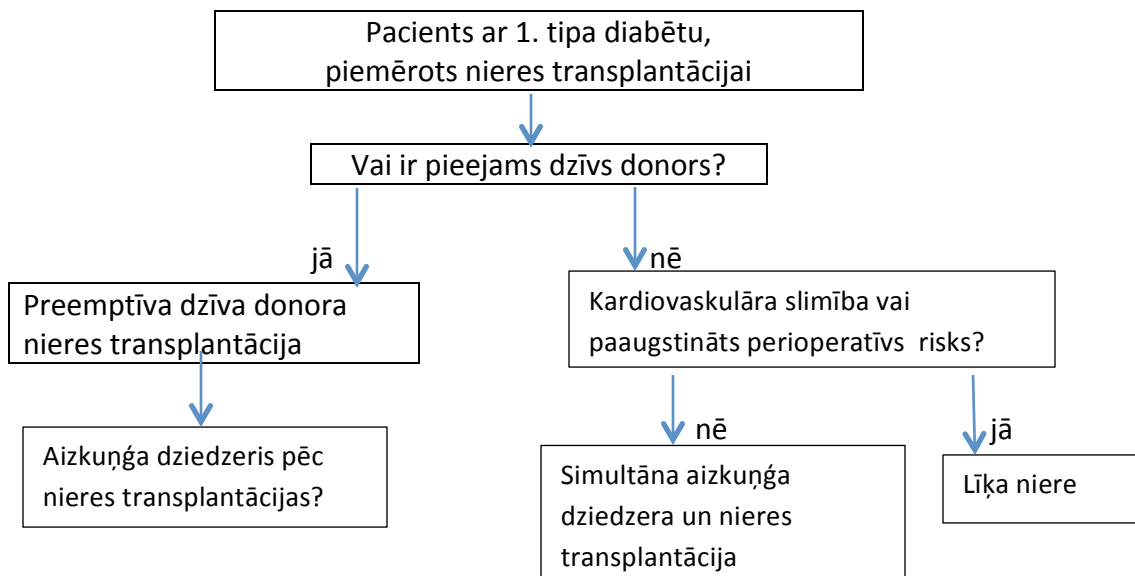 Pacients ar 1. tipa diabētu,
piemērots nieres transplantācijai
Vai ir pieejams dzīvs donors?
jā
nē
Preemptīva dzīva donora
nieres transplantācija
Kardiovaskulāra slimība vai
paaugstināts perioperatīvs risks?
nē
jā
Aizkuņģa dziedzeris pēc
nieres transplantācijas?
Simultāna aizkuņģa
dziedzera un nieres
transplantācija
Līķa niere